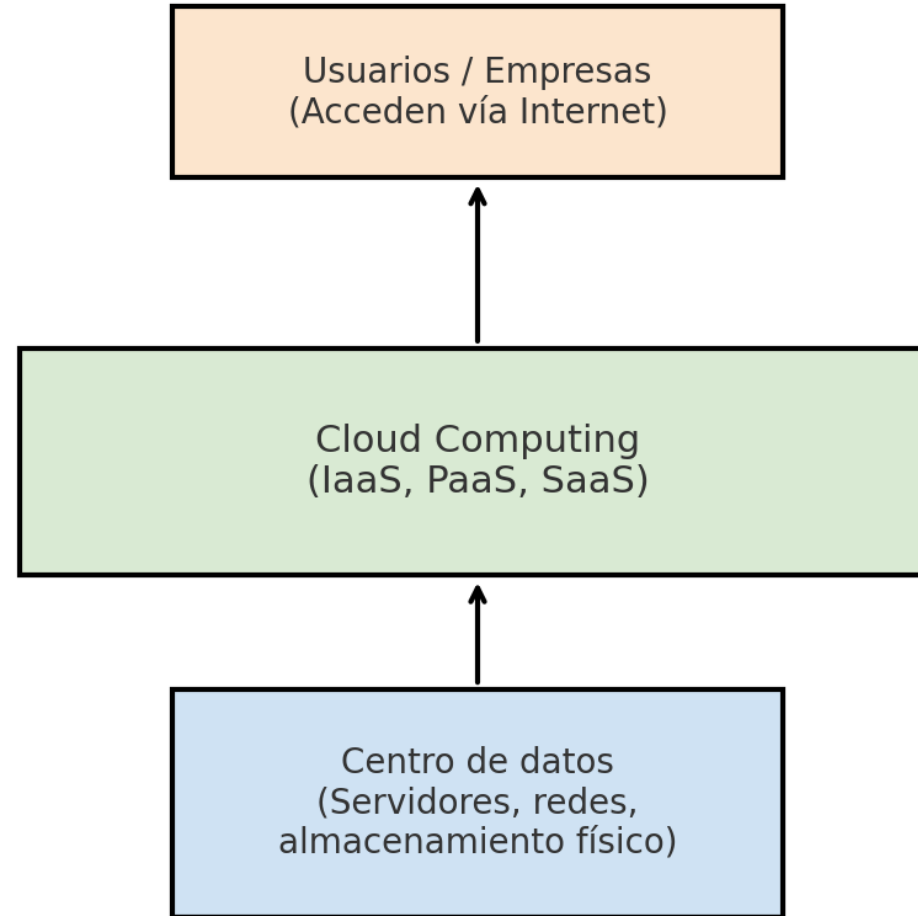 Usuarios / Empresas
(Acceden vía Internet)
Cloud Computing
(IaaS, PaaS, SaaS)
Centro de datos
(Servidores, redes,
almacenamiento físico)